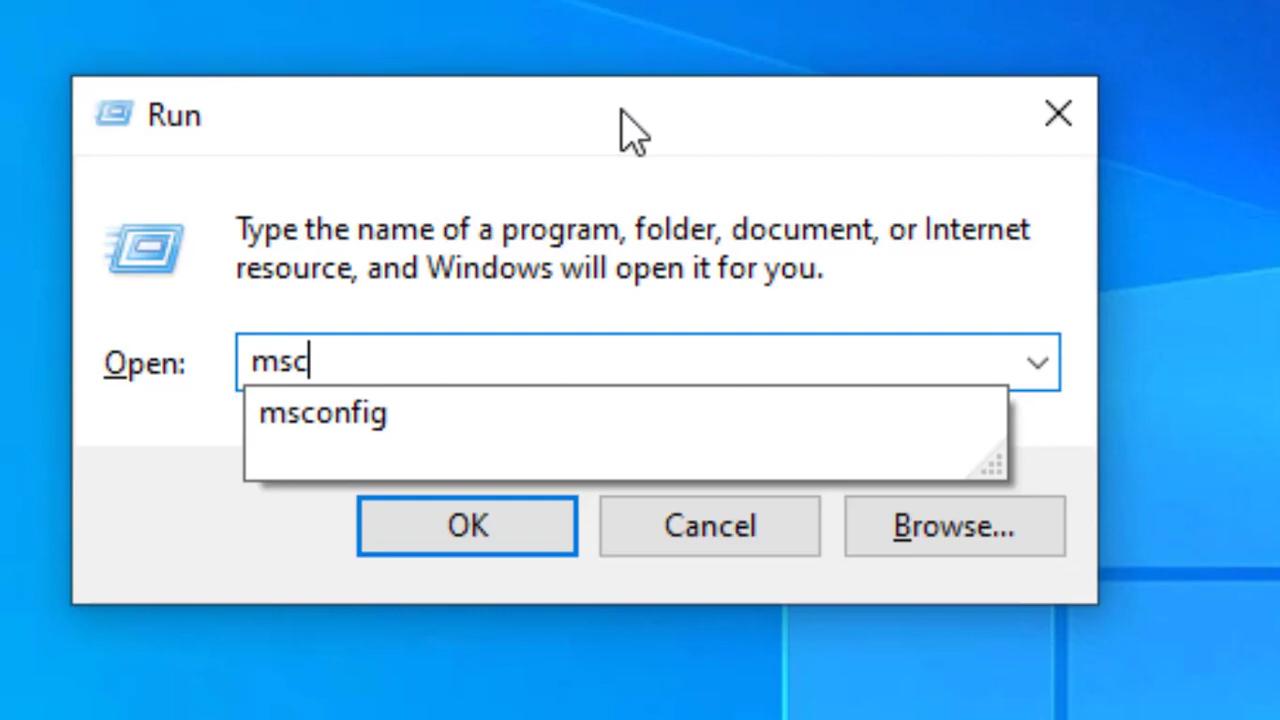 Run
Type the name of a program, folder, document, or Internet
resource, and Windows will open it for you.
Open: msc
msconfig
OK Cancel Browse...